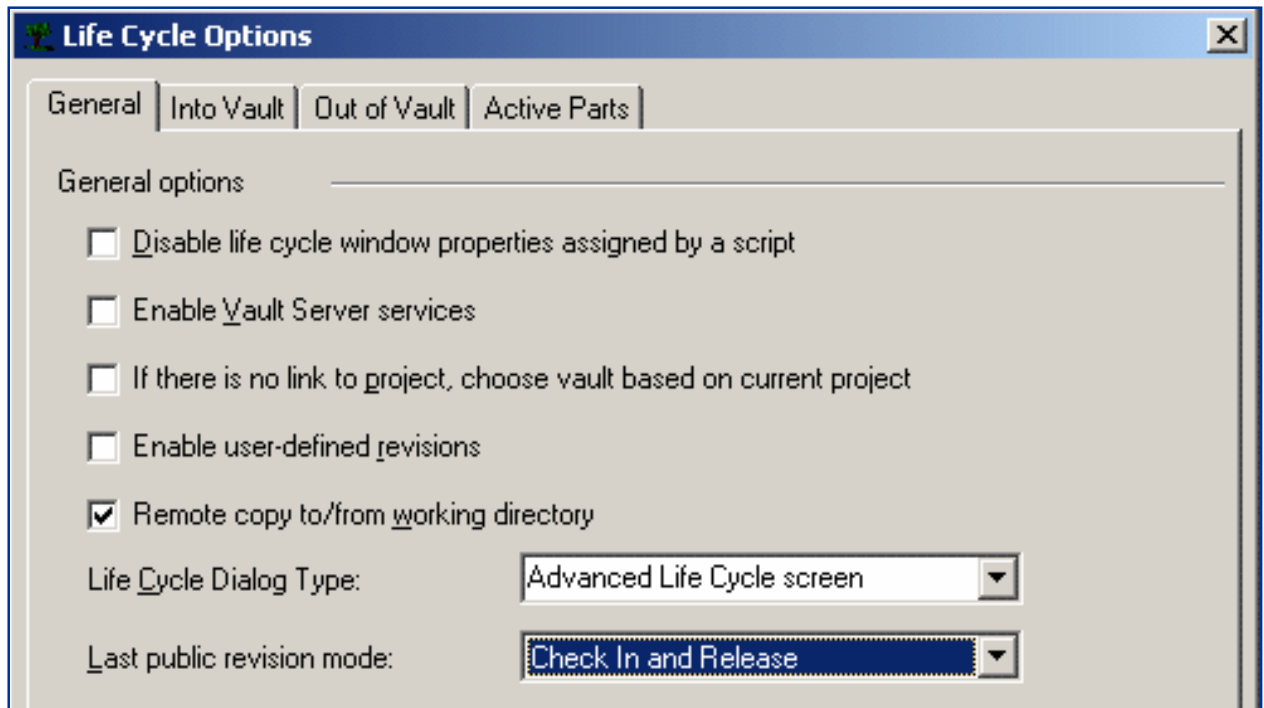 Life Cycle Options
General Into Vault Out of Vault Active Parts
General options
Disable life cycle window properties assigned by a script
Enable Vault Server services
If there is no link to project, choose vault based on current project
Enable user-defined revisions
Remote copy to/from working directory
Life Cycle Dialog Type: Advanced Life Cycle screen
Last public revision mode: Check In and Release